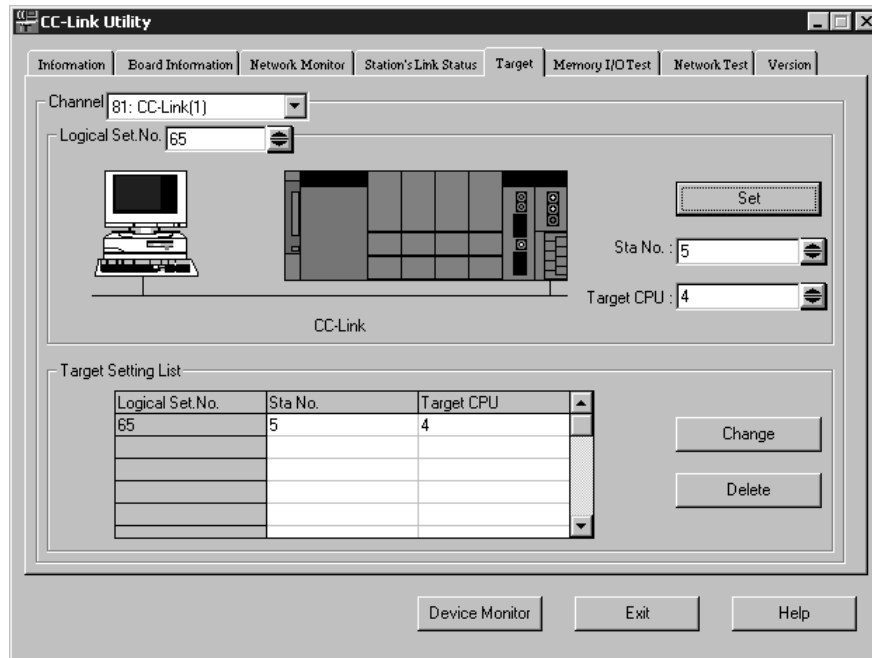 CC-Link Utility
Information Board Information Network Monitor Station's Link Status Target Memory I/O Test Network Test Version
Channel 81: CC-Link(1)
Logical Set.No. 65
Set
Sta No. : 5
Target CPU : 4
CC-Link
Target Setting List
Logical Set.No. Sta No. Target CPU
65 5 4
Change
Delete
Device Monitor Exit Help